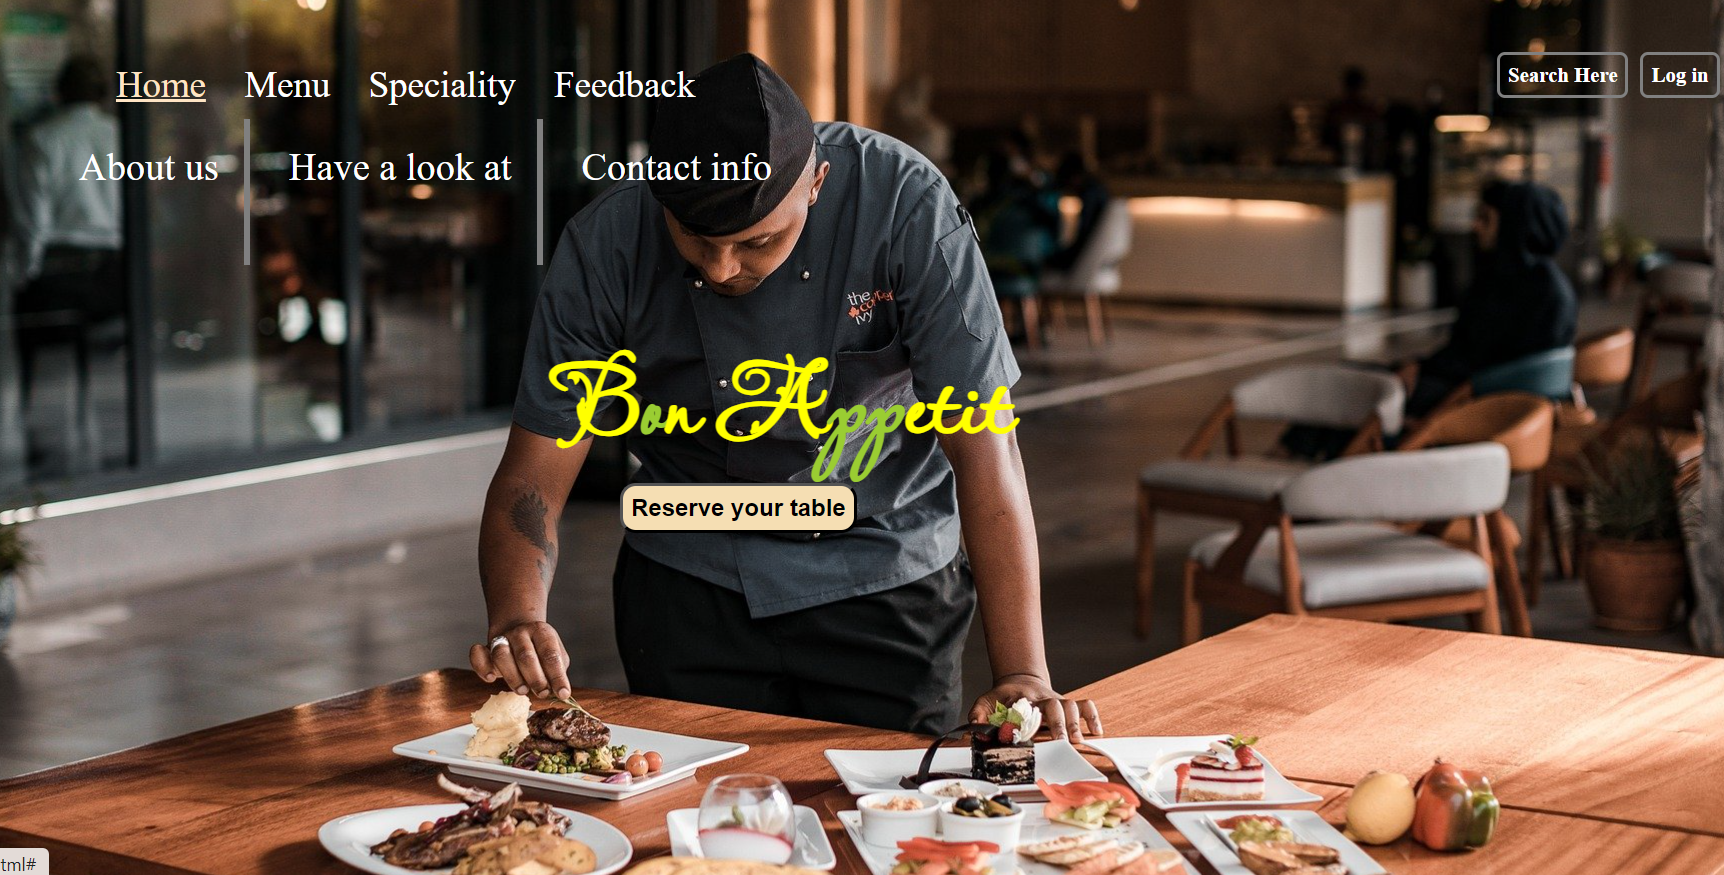 Home Menu Speciality Feedback
Search Here Log in
About us Have a look at Contact info
the
corner
ivy
Bon Appetit
Reserve your table
tml#